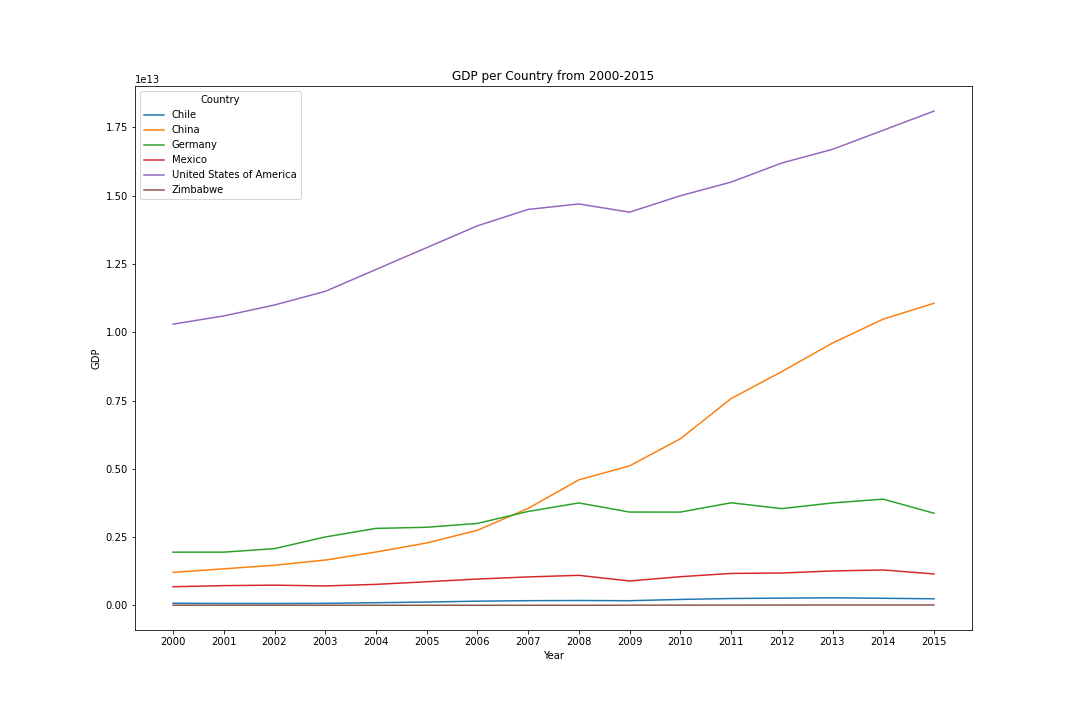 GDP per Country from 2000-2015
1e13
Country
Chile
China
Germany
Mexico
United States of America
Zimbabwe
1.75
1.50
1.25
1.00
0.75
0.50
0.25
0.00
GDP
2000 2001 2002 2003 2004 2005 2006 2007 2008 2009 2010 2011 2012 2013 2014 2015
Year